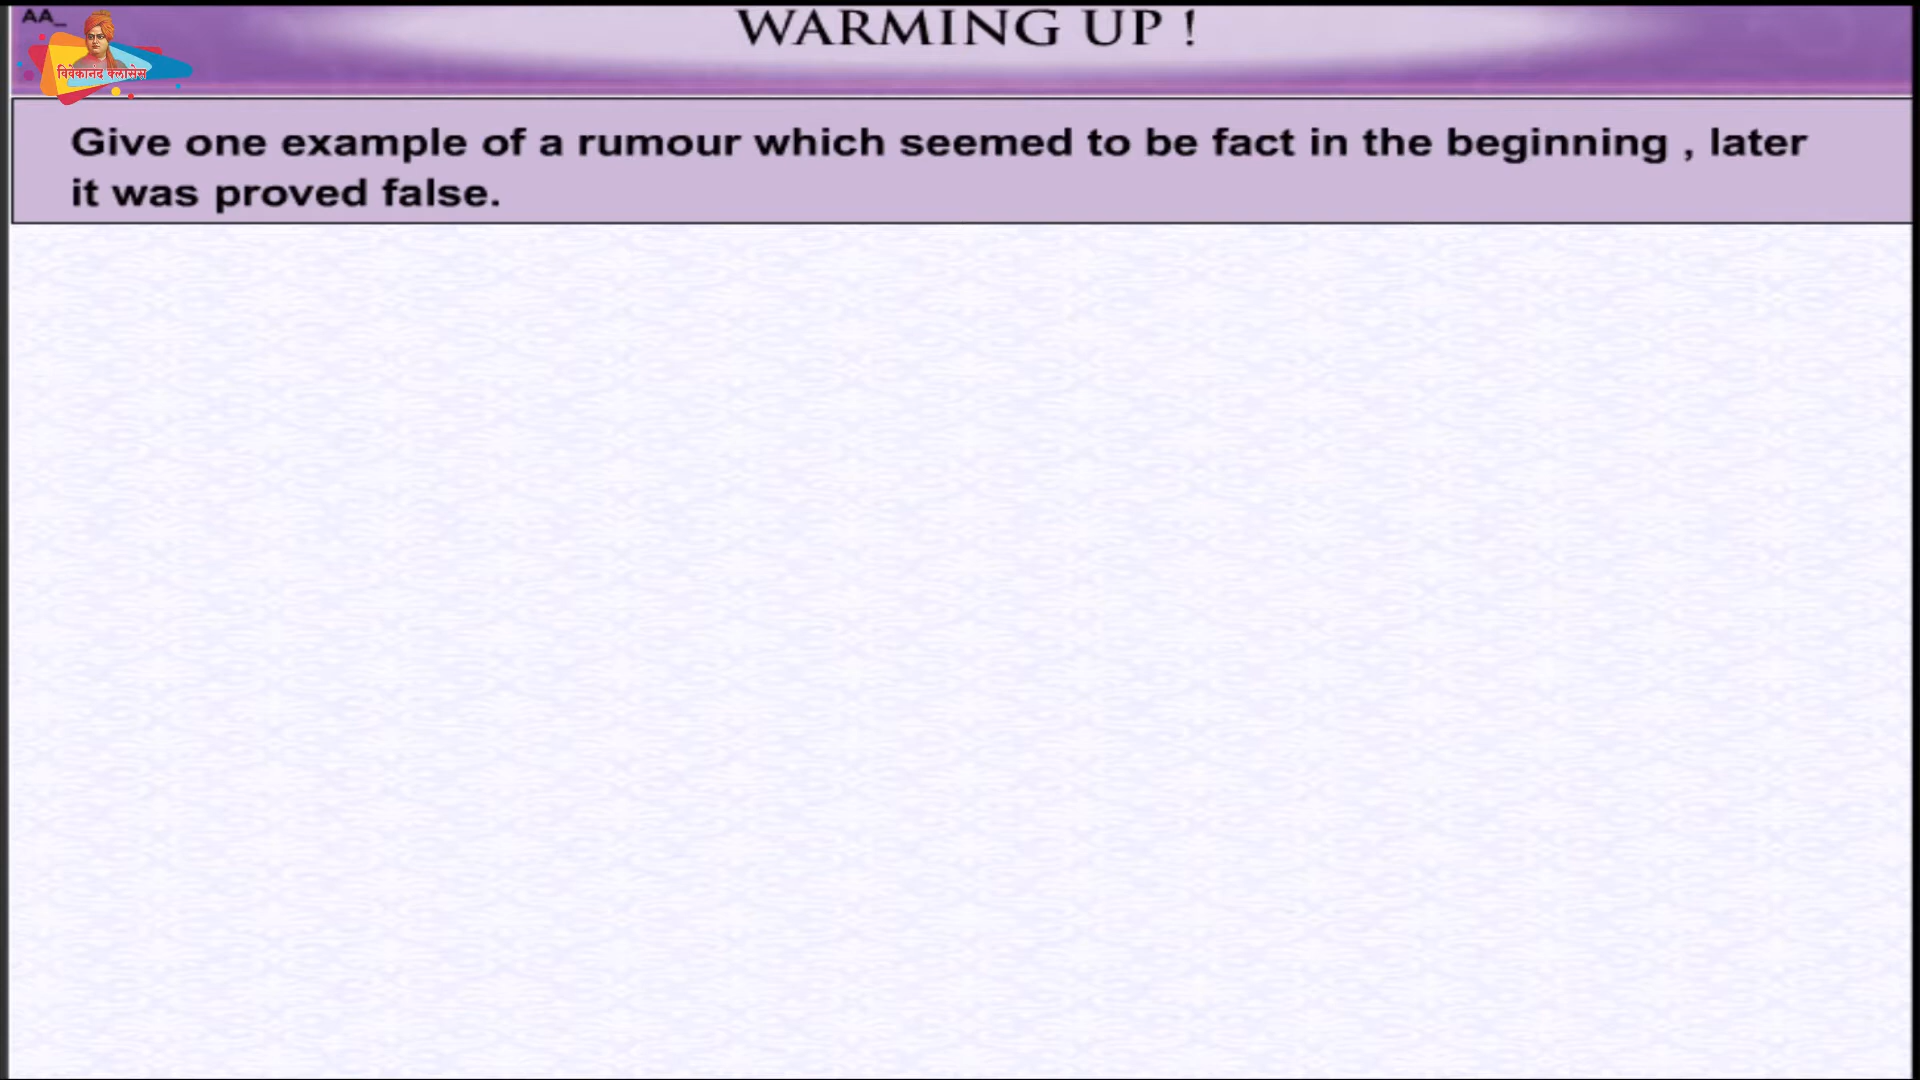 AA_
WARMING UP !
विवेकानंद क्लासेस
Give one example of a rumour which seemed to be fact in the beginning , later
it was proved false.